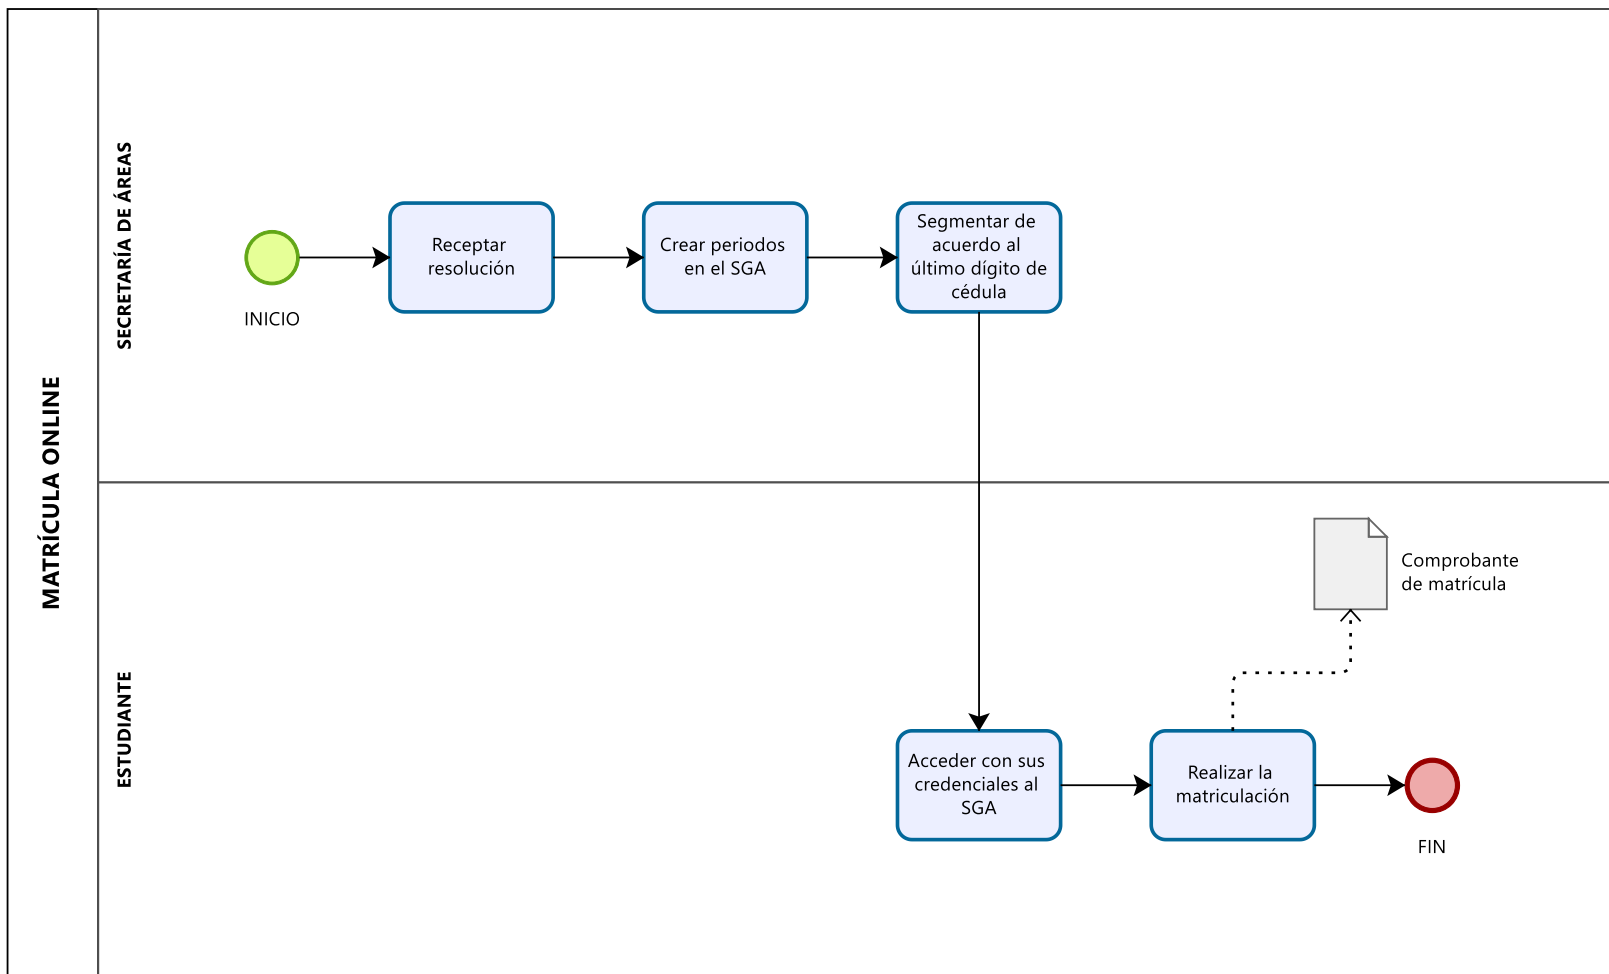 MATRÍCULA ONLINE
SECRETARÍA DE ÁREAS
INICIO
Receptar
resolución
Crear periodos
en el SGA
Segmentar de
acuerdo al
último dígito de
cédula
ESTUDIANTE
Acceder con sus
credenciales al
SGA
Realizar la
matriculación
Comprobante
de matrícula
FIN